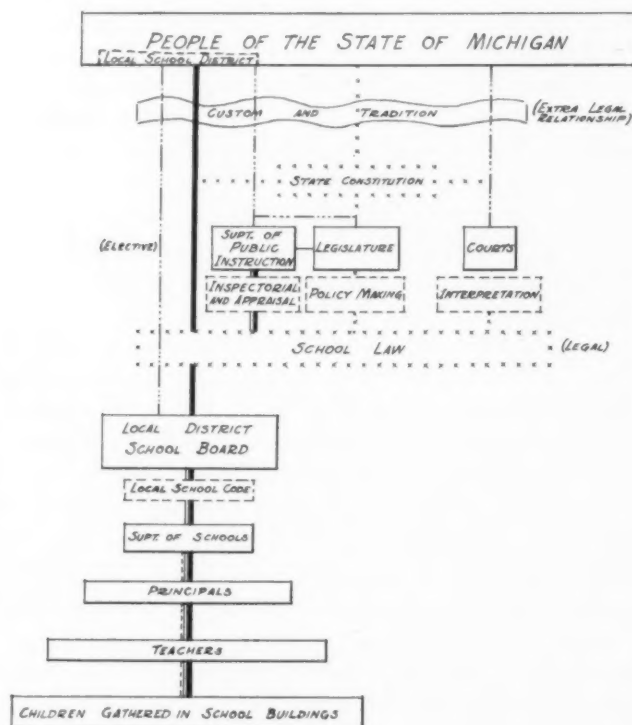 PEOPLE OF THE STATE OF MICHIGAN
LOCAL SCHOOL DISTRICT
CUSTOM AND TRADITION
(EXTRA LEGAL
RELATIONSHIP)
STATE CONSTITUTION
(ELECTIVE)
SUPT. OF
PUBLIC
INSTRUCTION
LEGISLATURE
COURTS
INSPECTORIAL
AND APPRAISAL
POLICY MAKING
INTERPRETATION
SCHOOL LAW
(LEGAL)
LOCAL DISTRICT
SCHOOL BOARD
LOCAL SCHOOL CODE
SUPT. OF SCHOOLS
PRINCIPALS
TEACHERS
CHILDREN GATHERED IN SCHOOL BUILDINGS